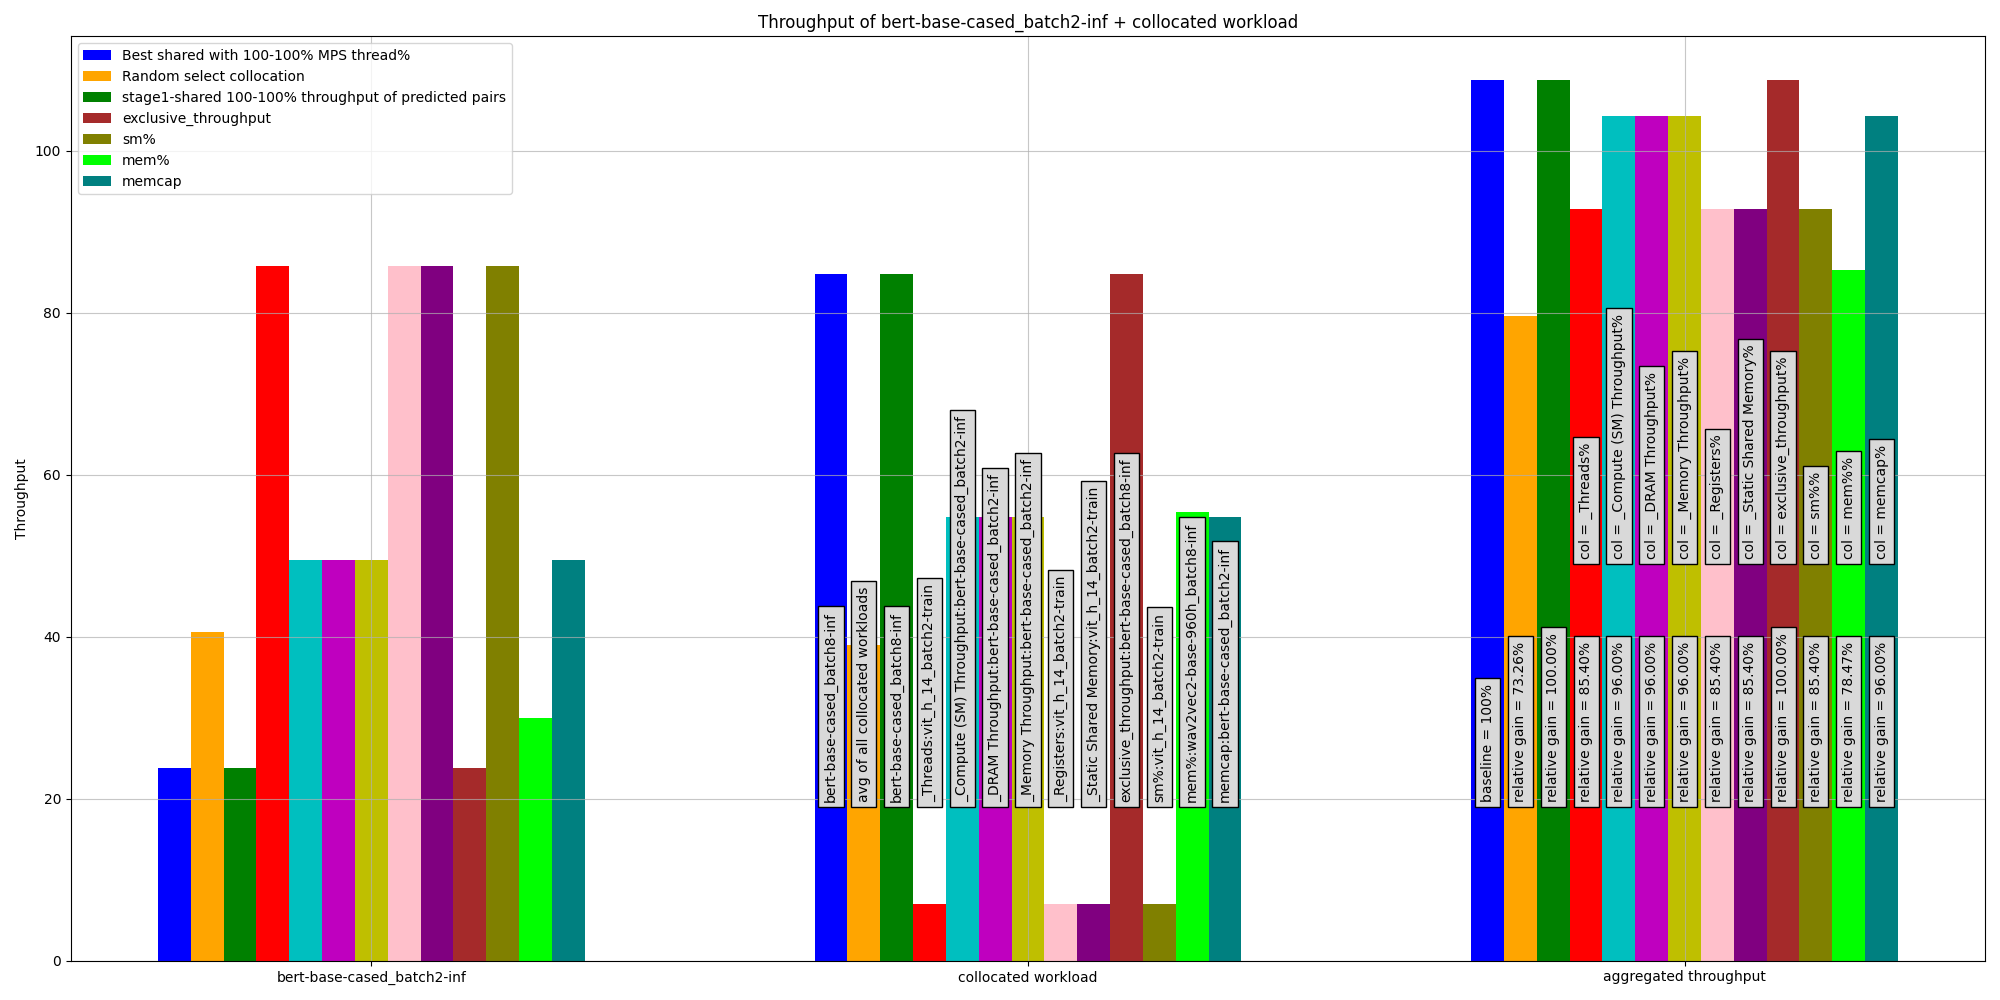 Throughput of bert-base-cased_batch2-inf + collocated workload
Best shared with 100-100% MPS thread%
Random select collocation
stage1-shared 100-100% throughput of predicted pairs
exclusive_throughput
sm%
mem%
memcap
Throughput
100
80
60
40
20
0
bert-base-cased_batch8-inf
avg of all collocated workloads
bert-base-cased_batch8-inf
_Threads:vit_h_14_batch2-train
_Compute (SM) Throughput:bert-base-cased_batch2-inf
_DRAM Throughput:bert-base-cased_batch2-inf
_Memory Throughput:bert-base-cased_batch2-inf
_Registers:vit_h_14_batch2-train
_Static Shared Memory:vit_h_14_batch2-train
exclusive_throughput:bert-base-cased_batch8-inf
sm%:vit_h_14_batch2-train
mem%:wav2vec2-base-960h_batch8-inf
memcap:bert-base-cased_batch2-inf
col = _Threads%
col = _Compute (SM) Throughput%
col = _DRAM Throughput%
col = _Memory Throughput%
col = _Registers%
col = _Static Shared Memory%
col = exclusive_throughput%
col = sm%%
col = mem%%
col = memcap%
baseline = 100%
relative gain = 73.26%
relative gain = 100.00%
relative gain = 85.40%
relative gain = 96.00%
relative gain = 96.00%
relative gain = 96.00%
relative gain = 85.40%
relative gain = 85.40%
relative gain = 100.00%
relative gain = 85.40%
relative gain = 78.47%
relative gain = 96.00%
bert-base-cased_batch2-inf
collocated workload
aggregated throughput